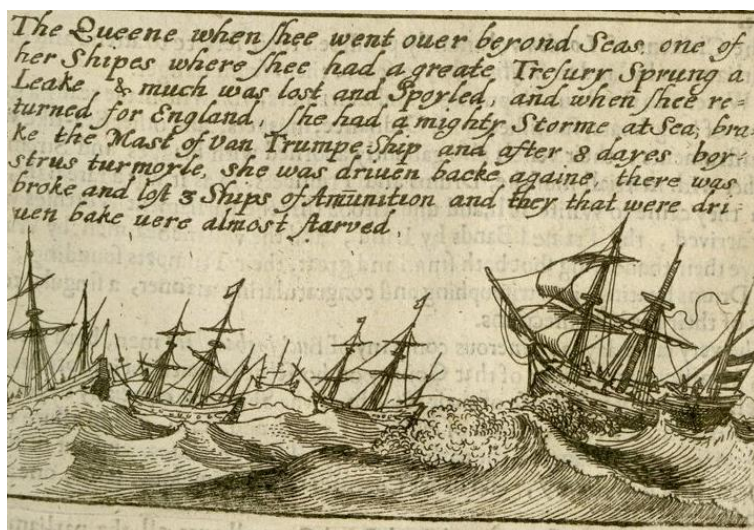 The Queene when shee went ouer beyond Seas, one of
her Shipes where shee had a greate Tresurr Sprung a
Leake & much was lost and Spoyled, and when shee re=
turned for England, she had a mighty Storme at Sea; bra
ke the Mast of Van Trumpe Ship and after 8 dayes boy-
strus turmoyle, she was driuen backe againe, there was
broke and lost 3 Ships of Amūnition and they that were dri-
uen bake uere almost starved.